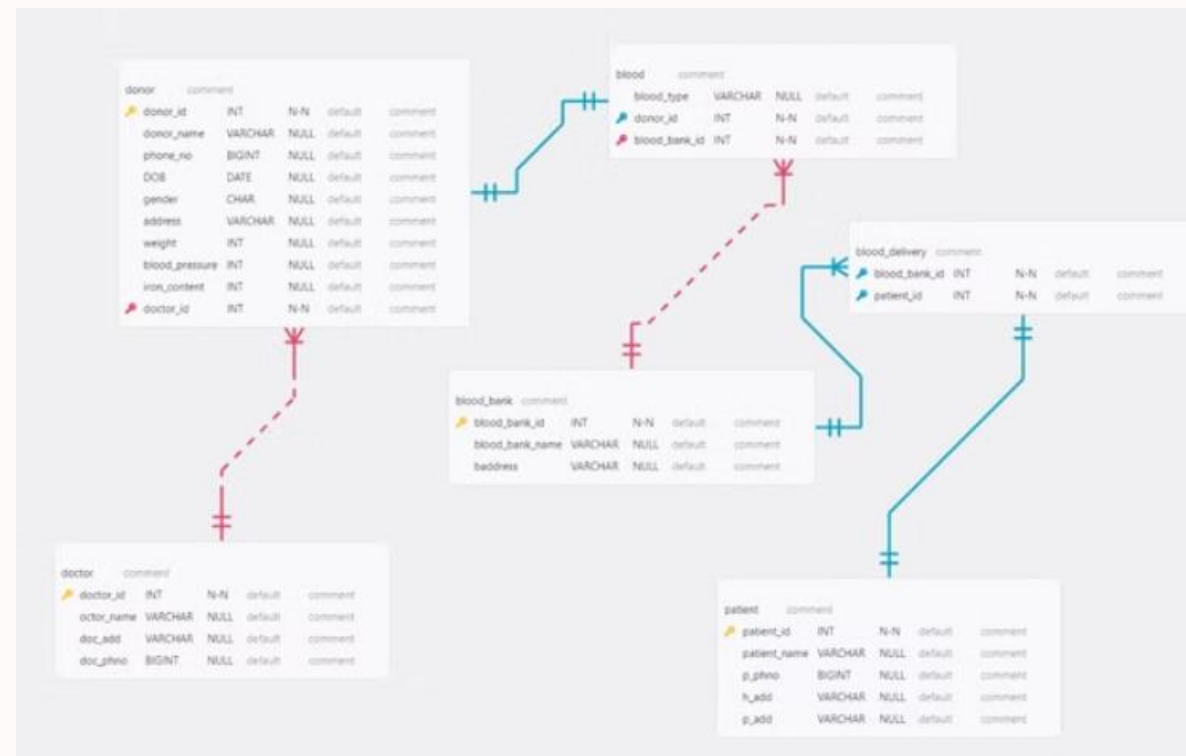 donor comment
donor_id INT N-N default comment
donor_name VARCHAR NULL default comment
phone_no BIGINT NULL default comment
DOB DATE NULL default comment
gender CHAR NULL default comment
address VARCHAR NULL default comment
weight INT NULL default comment
blood_pressure INT NULL default comment
iron_content INT NULL default comment
doctor_id INT N-N default comment
blood comment
blood_type VARCHAR NULL default comment
donor_id INT N-N default comment
blood_bank_id INT N-N default comment
blood_delivery comment
blood_bank_id INT N-N default comment
patient_id INT N-N default comment
blood_bank comment
blood_bank_id INT N-N default comment
blood_bank_name VARCHAR NULL default comment
baddress VARCHAR NULL default comment
doctor comment
doctor_id INT N-N default comment
octor_name VARCHAR NULL default comment
doc_add VARCHAR NULL default comment
doc_phno BIGINT NULL default comment
patient comment
patient_id INT N-N default comment
patient_name VARCHAR NULL default comment
p_phno BIGINT NULL default comment
h_add VARCHAR NULL default comment
p_add VARCHAR NULL default comment